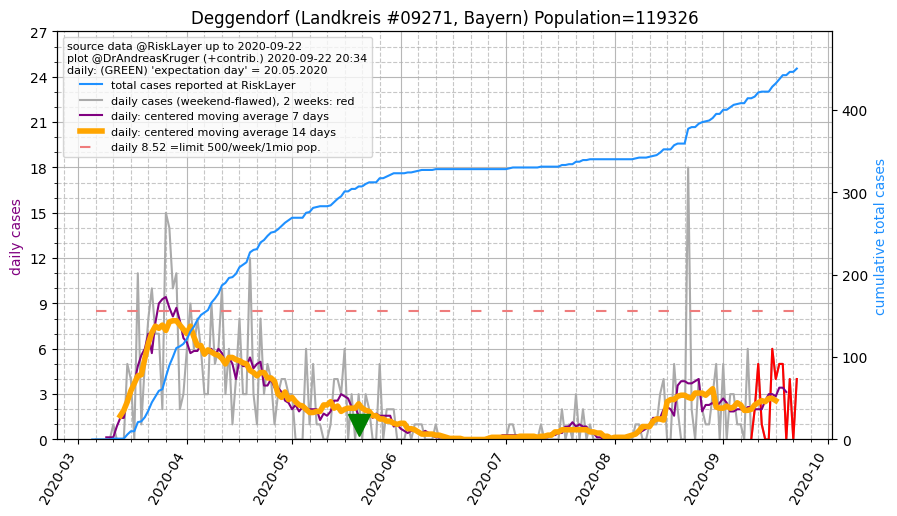 Deggendorf (Landkreis #09271, Bayern) Population=119326
source data @RiskLayer up to 2020-09-22
plot @DrAndreasKruger (+contrib.) 2020-09-22 20:34
daily: (GREEN) 'expectation day' = 20.05.2020
total cases reported at RiskLayer
daily cases (weekend-flawed), 2 weeks: red
daily: centered moving average 7 days
daily: centered moving average 14 days
daily 8.52 =limit 500/week/1mio pop.
daily cases
27
24
21
18
15
12
9
6
3
0
cumulative total cases
400
300
200
100
0
2020-03
2020-04
2020-05
2020-06
2020-07
2020-08
2020-09
2020-10